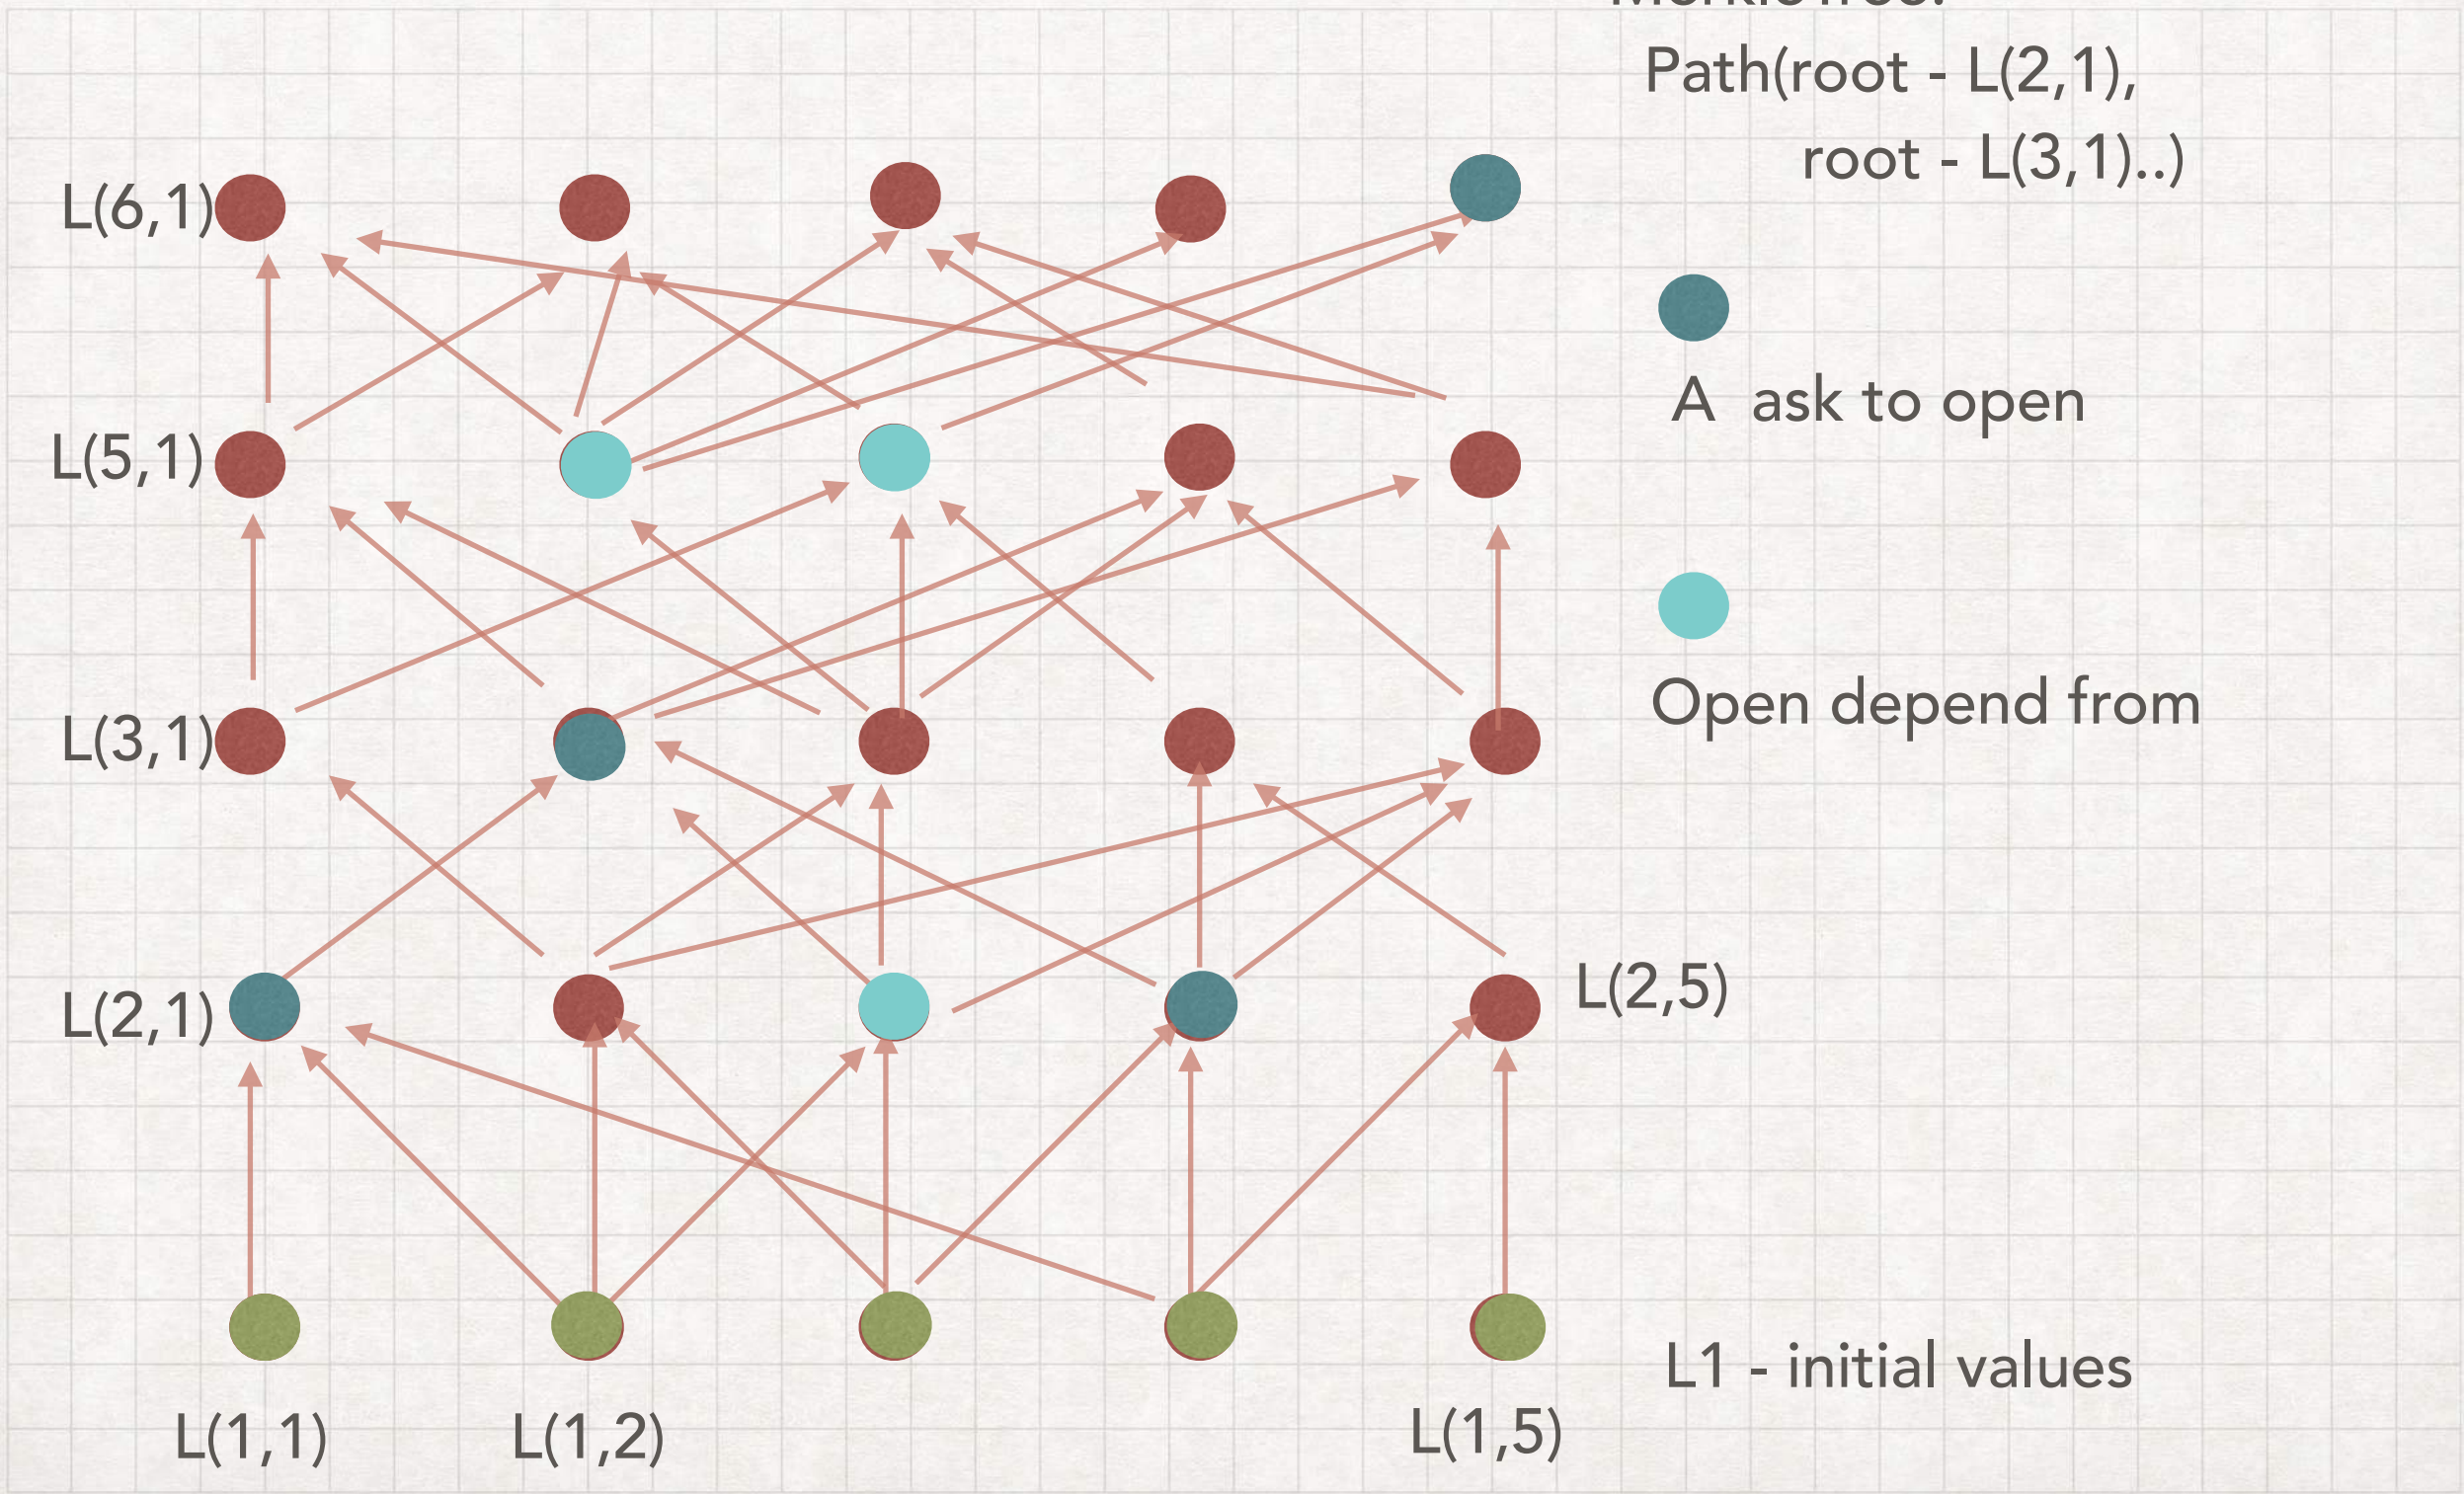 Path(root - L(2,1),
root - L(3,1)..)
L(6,1)
A ask to open
L(5,1)
Open depend from
L(3,1)
L(2,1)
L(2,5)
L1 - initial values
L(1,1)
L(1,2)
L(1,5)